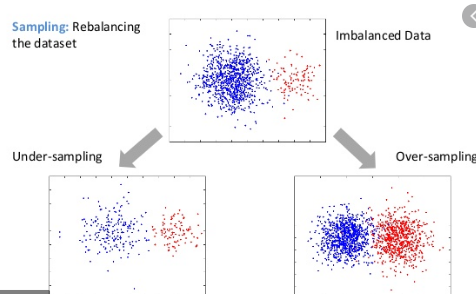 Sampling: Rebalancing
the dataset
Imbalanced Data
Under-sampling
Over-sampling